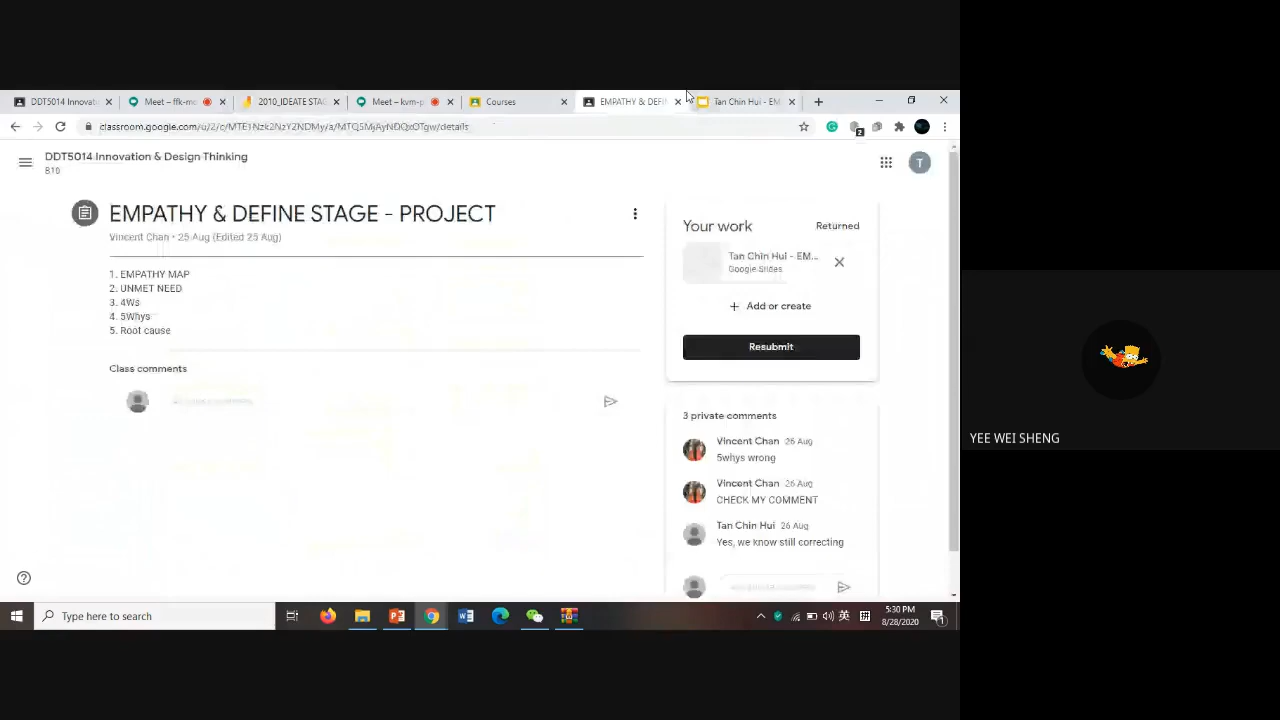 DDT5014 Innovat
Meet – ffk-m
2010_IDEATE STA
Meet – kvm-p
Courses
EMPATHY & DEFI
Tan Chin Hui - EM
DDT5014 Innovation & Design Thinking
B10
T
EMPATHY & DEFINE STAGE - PROJECT
Vincent Chan • 25 Aug (Edited 25 Aug)
1. EMPATHY MAP
2. UNMET NEED
3. 4Ws
4. 5Whys
5. Root cause
Class comments
Your work
Returned
Tan Chin Hui - EM...
Google Slides
Add or create
Resubmit
3 private comments
Vincent Chan 26 Aug
5whys wrong
Vincent Chan 26 Aug
CHECK MY COMMENT
Tan Chin Hui 26 Aug
Yes, we know still correcting
YEE WEI SHENG
Type here to search
英
5:30 PM
8/28/2020